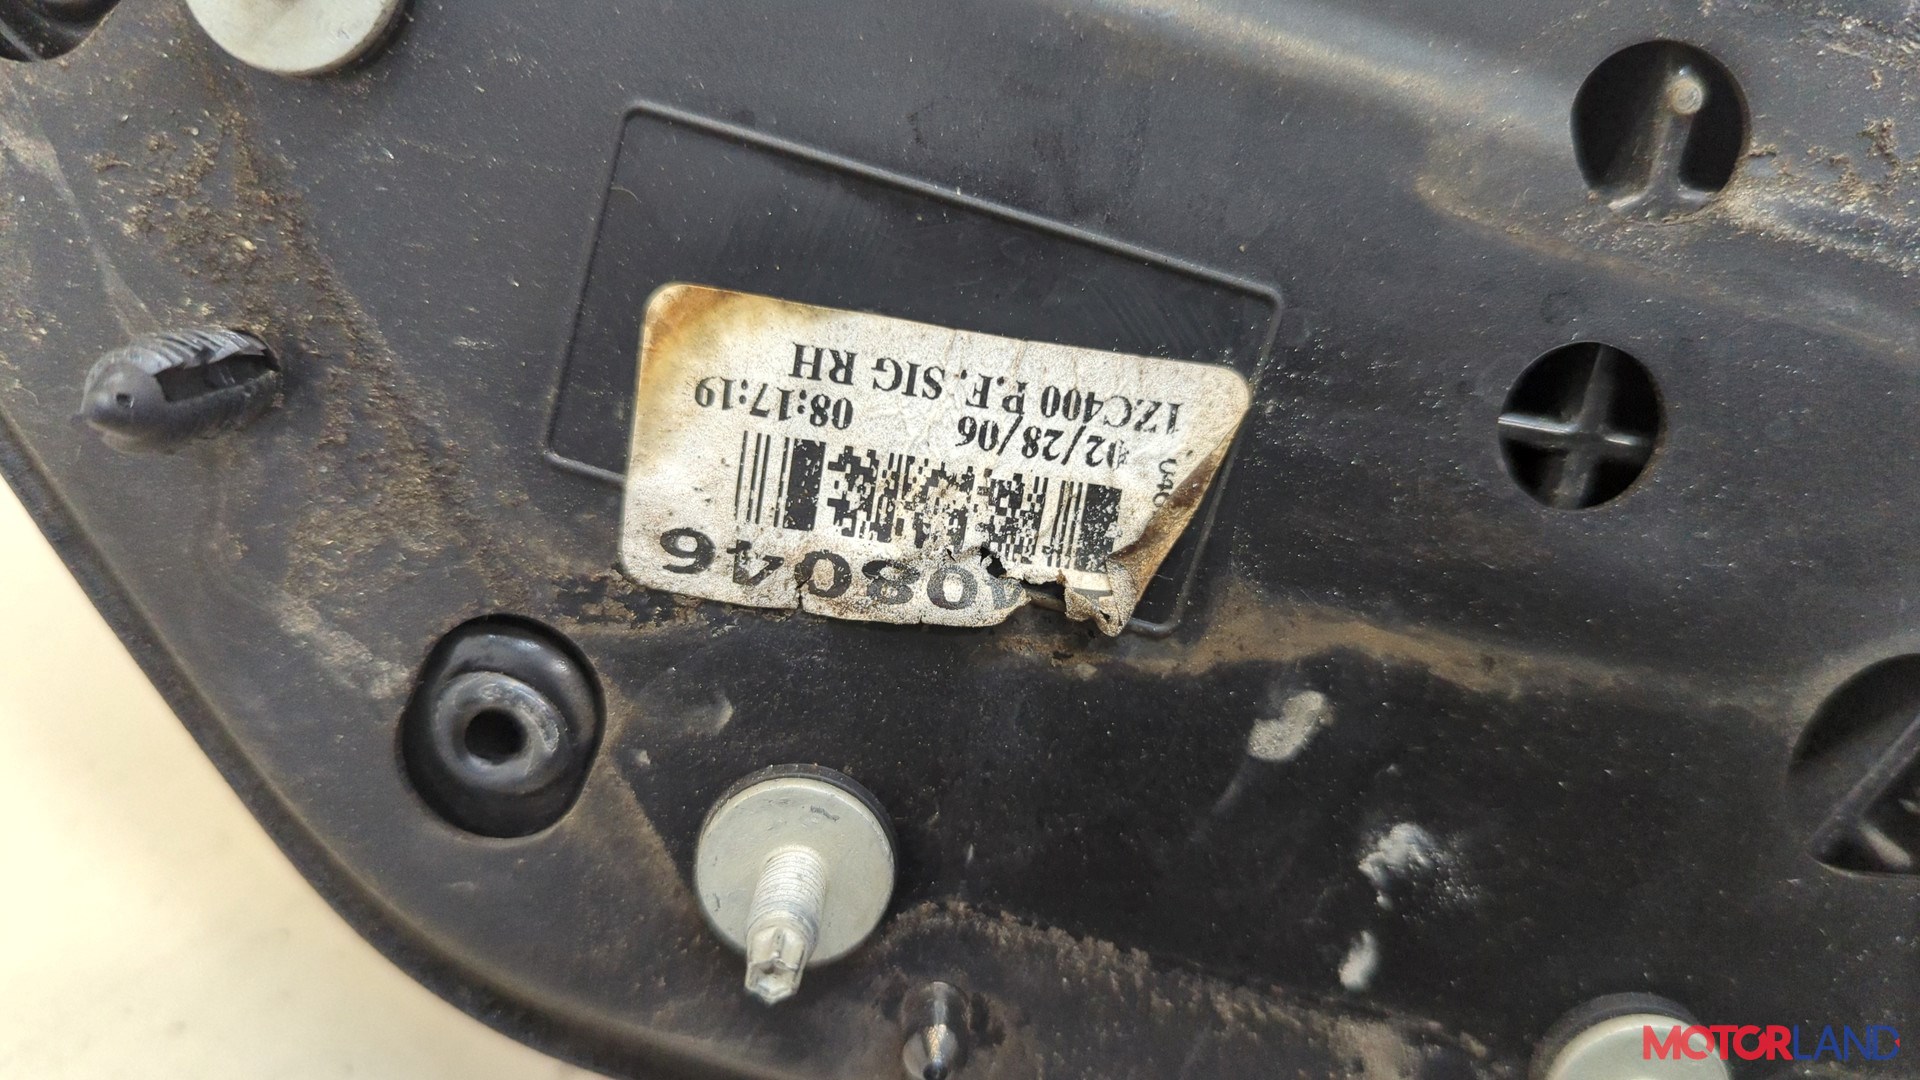 408046
02/28/06 08:17:19
1ZC400 P.E. SIG RH
MOTORLAND